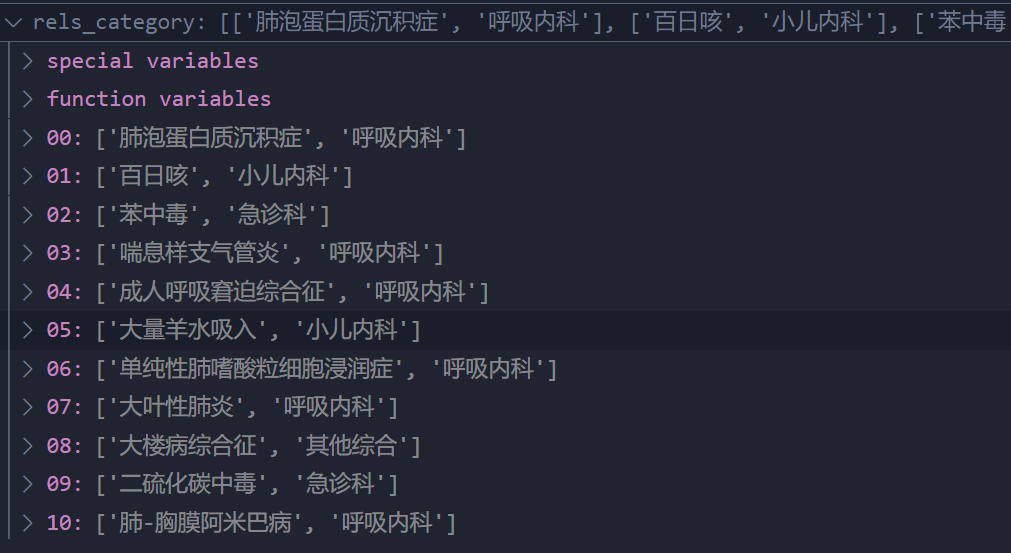 rels_category: [['肺泡蛋白质沉积症', '呼吸内科'], ['百日咳', '小儿内科'], ['苯中毒
special variables
function variables
00: ['肺泡蛋白质沉积症', '呼吸内科']
01: ['百日咳', '小儿内科']
02: ['苯中毒', '急诊科']
03: ['喘息样支气管炎', '呼吸内科']
04: ['成人呼吸窘迫综合征', '呼吸内科']
05: ['大量羊水吸入', '小儿内科']
06: ['单纯性肺嗜酸粒细胞浸润症', '呼吸内科']
07: ['大叶性肺炎', '呼吸内科']
08: ['大楼病综合征', '其他综合']
09: ['二硫化碳中毒', '急诊科']
10: ['肺-胸膜阿米巴病', '呼吸内科']